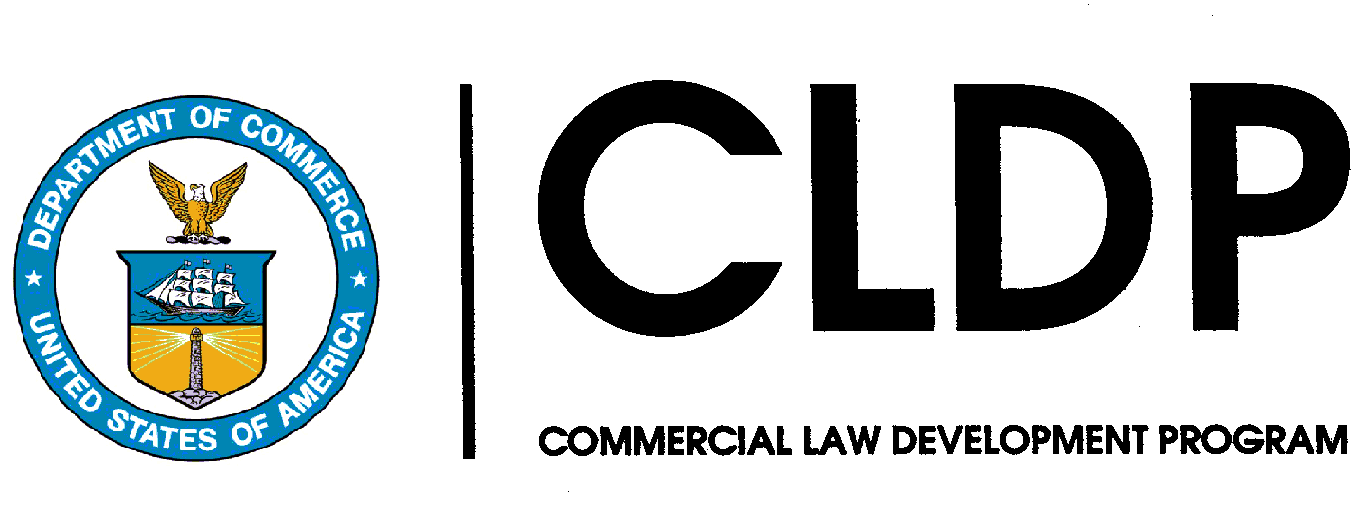 DEPARTMENT OF COMMERCE
UNITED STATES OF AMERICA
CLDP
COMMERCIAL LAW DEVELOPMENT PROGRAM